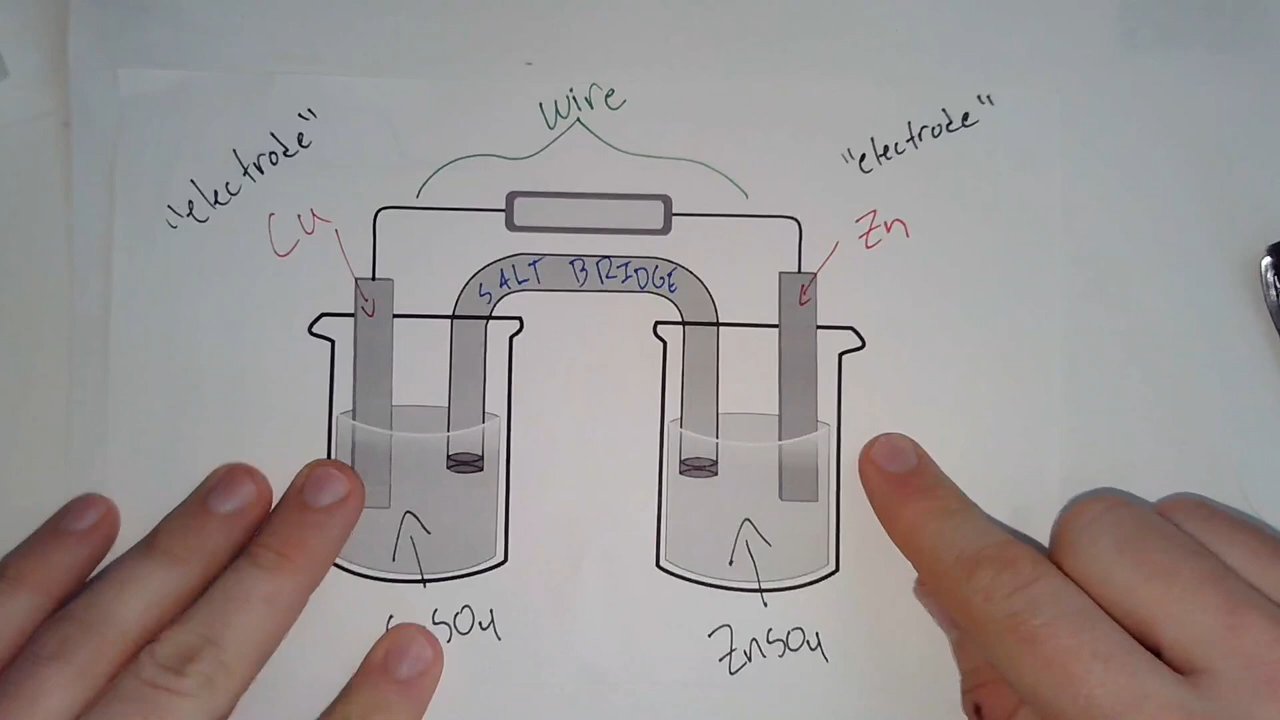 wire
"electrode"
"electrode"
Cu
Zn
SALT BRIDGE
SO4
ZnSO4